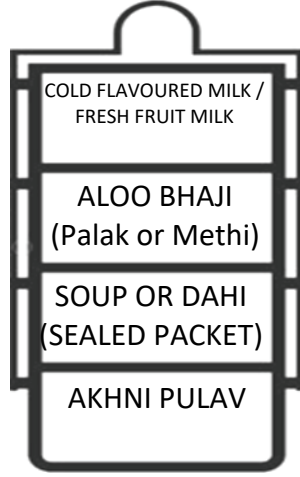 COLD FLAVOURED MILK /
FRESH FRUIT MILK
ALOO BHAJI
(Palak or Methi)
SOUP OR DAHI
(SEALED PACKET)
AKHNI PULAV